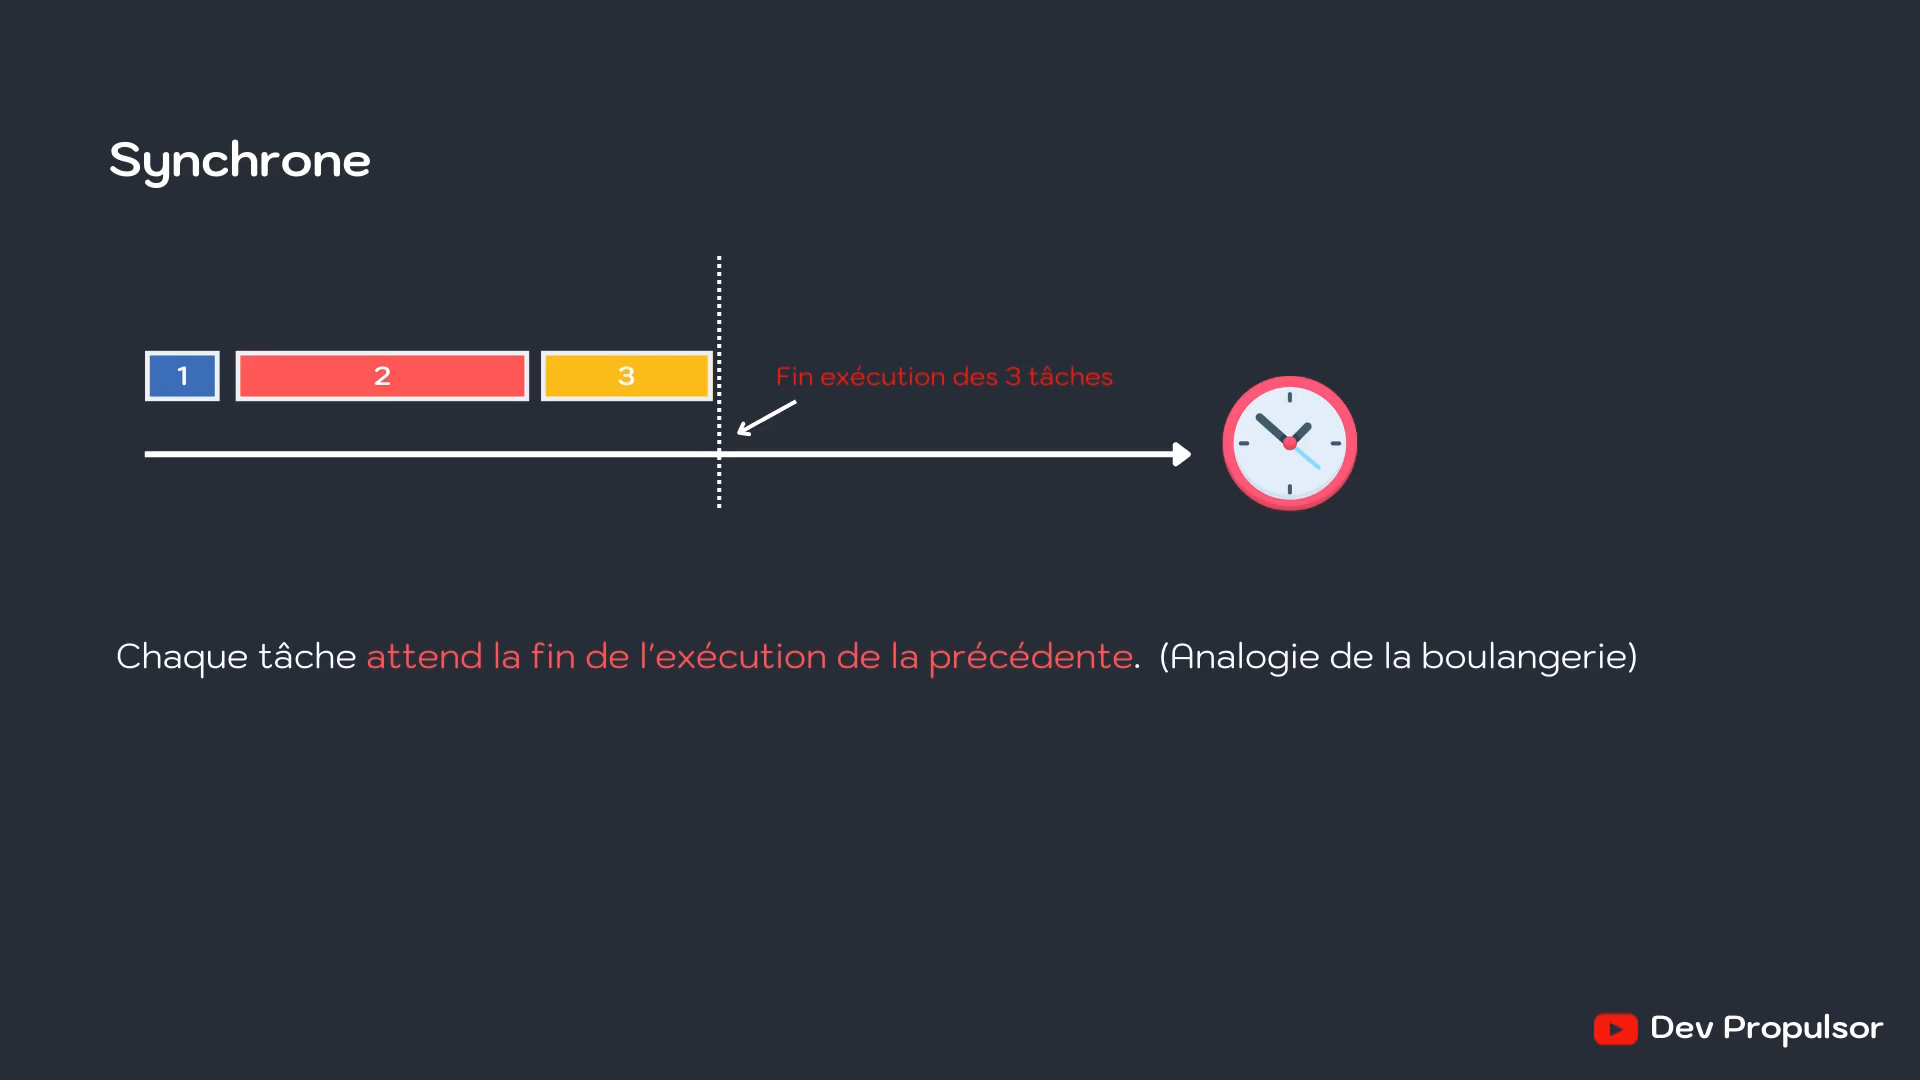 Synchrone
1 2 3
Fin exécution des 3 tâches
Chaque tâche attend la fin de l'exécution de la précédente. (Analogie de la boulangerie)
Dev Propulsor